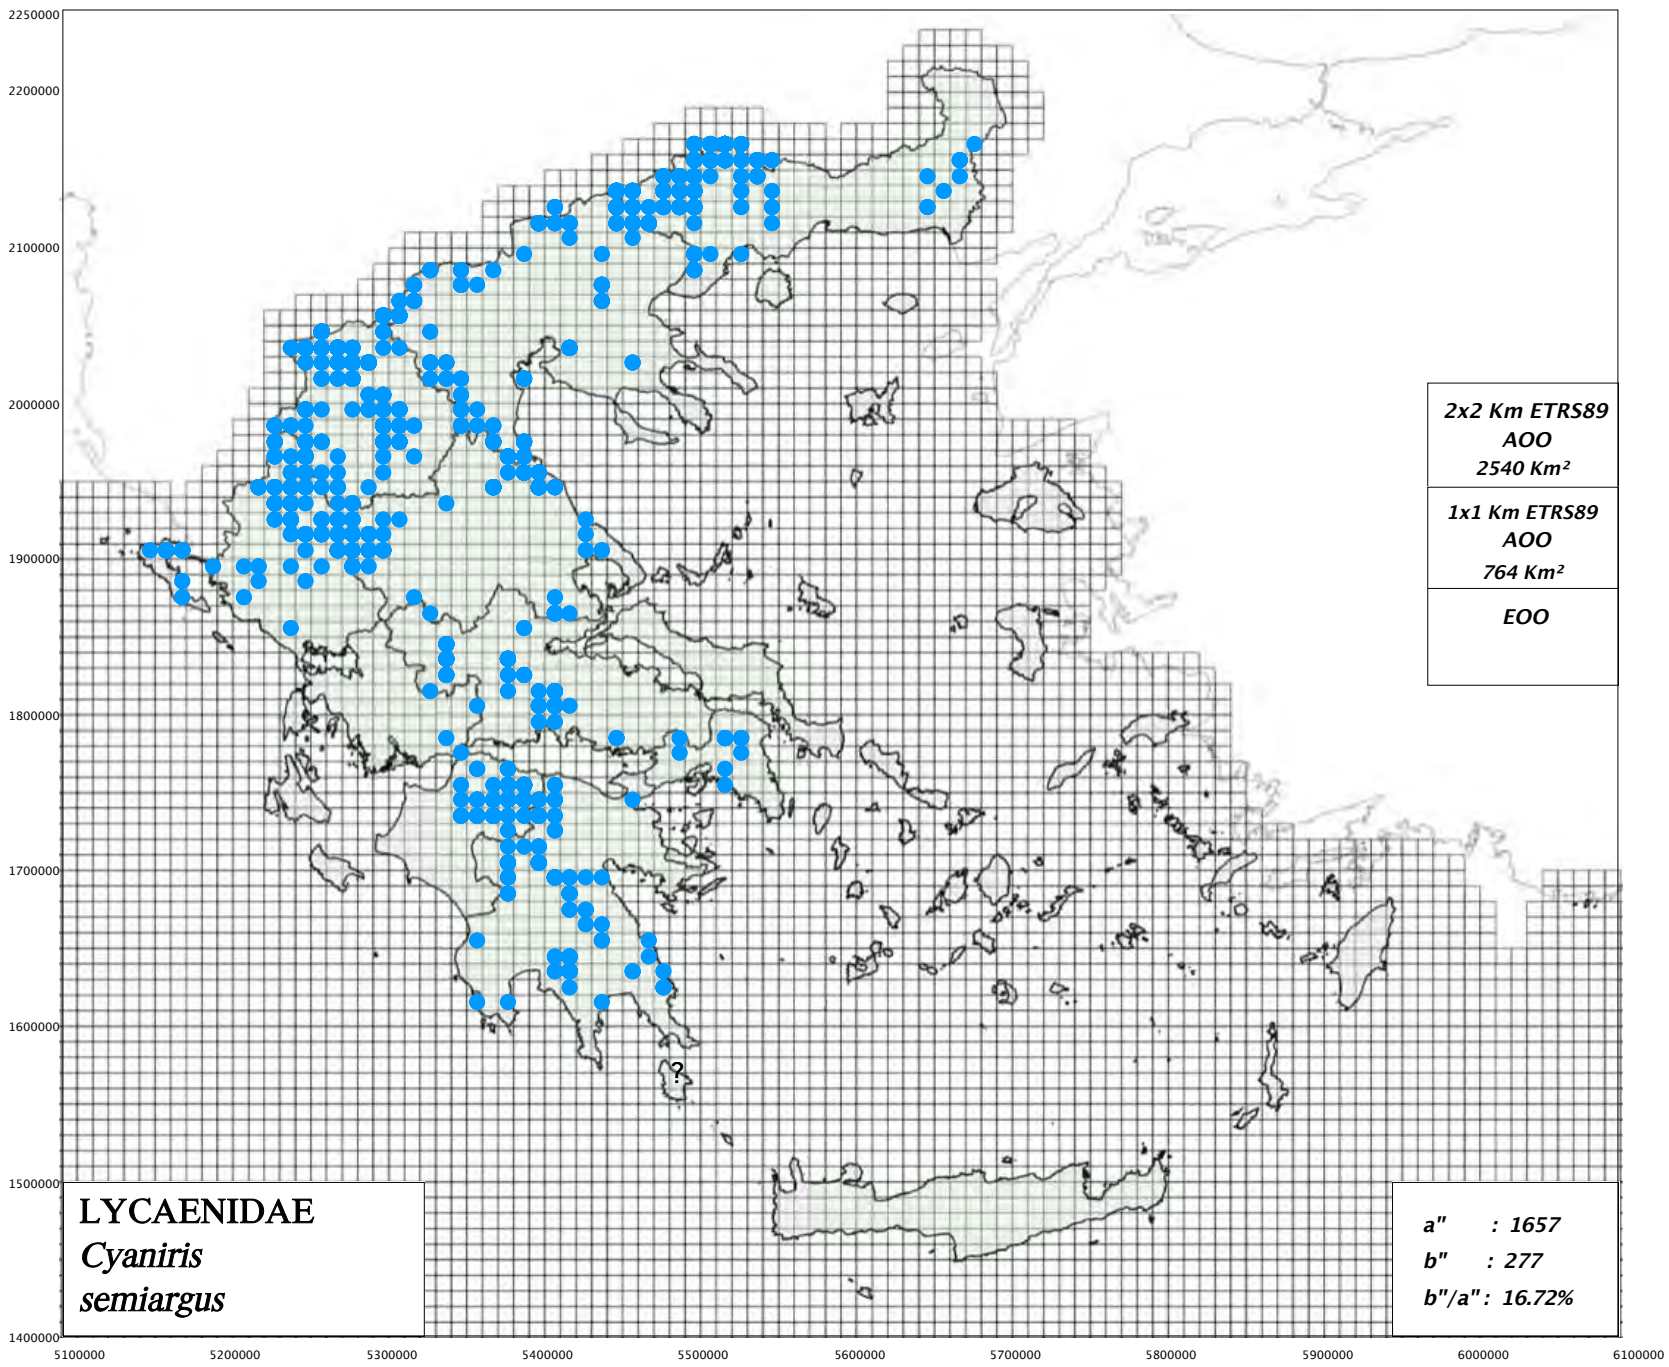 2250000
2200000
2100000
2000000
1900000
1800000
1700000
1600000
1500000
1400000
2x2 Km ETRS89
AOO
2540 Km²
1x1 Km ETRS89
AOO
764 Km²
EOO
?
LYCAENIDAE
Cyaniris
semiargus
a" : 1657
b" : 277
b"/a" : 16.72%
5100000 5200000 5300000 5400000 5500000 5600000 5700000 5800000 5900000 6000000 6100000